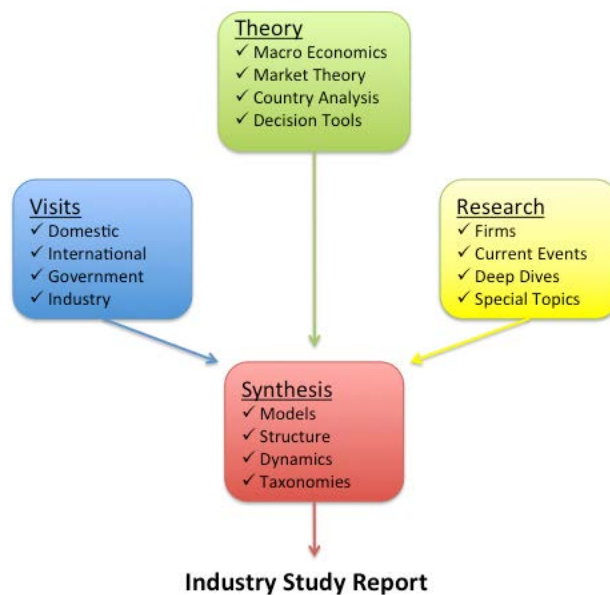 Theory
✓ Macro Economics
✓ Market Theory
✓ Country Analysis
✓ Decision Tools
Visits
✓ Domestic
✓ International
✓ Government
✓ Industry
Research
✓ Firms
✓ Current Events
✓ Deep Dives
✓ Special Topics
Synthesis
✓ Models
✓ Structure
✓ Dynamics
✓ Taxonomies
Industry Study Report